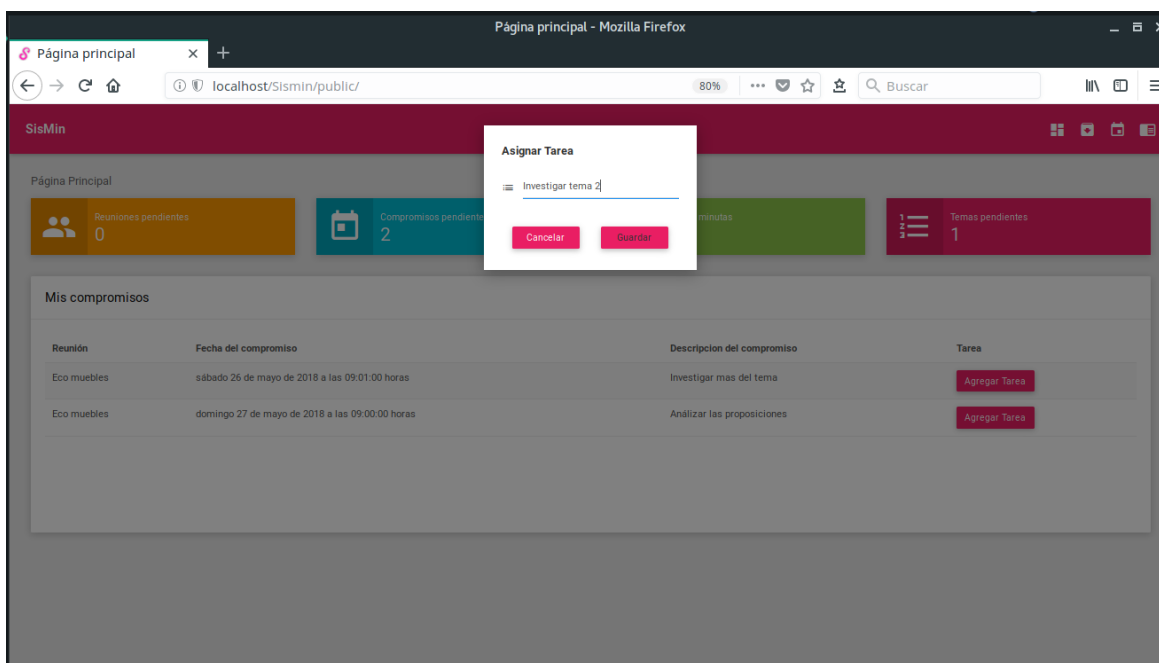 Página principal - Mozilla Firefox
Página principal
localhost/Sismin/public/
80%
Buscar
SisMin
Asignar Tarea
Investigar tema 2
Cancelar
Guardar
Página Principal
Reuniones pendientes
0
Compromisos pendiente
2
minutas
Temas pendientes
1
Mis compromisos
Reunión Fecha del compromiso Descripcion del compromiso Tarea
Eco muebles sábado 26 de mayo de 2018 a las 09:01:00 horas Investigar mas del tema Agregar Tarea
Eco muebles domingo 27 de mayo de 2018 a las 09:00:00 horas Análizar las proposiciones Agregar Tarea